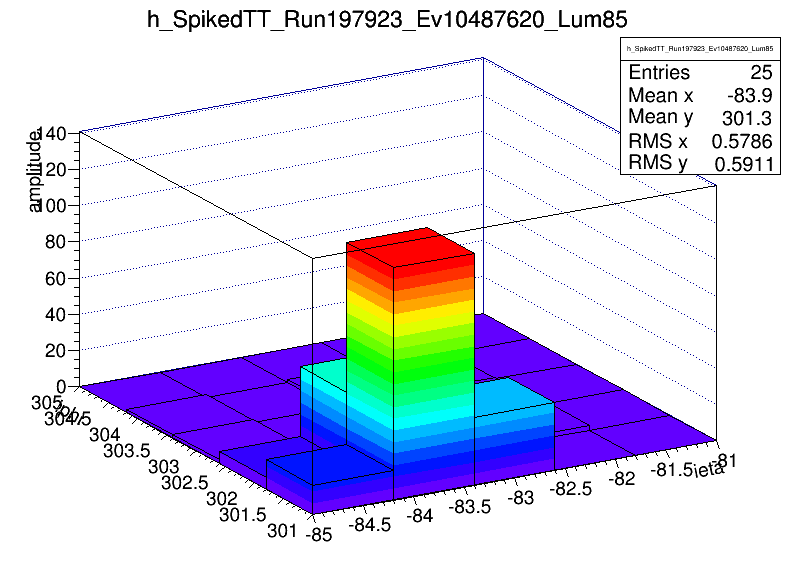 h_SpikedTT_Run197923_Ev10487620_Lum85
h_SpikedTT_Run197923_Ev10487620_Lum85
Entries 25
Mean x -83.9
Mean y 301.3
RMS x 0.5786
RMS y 0.5911
amplitude
140
120
100
80
60
40
20
0
305
304.5
304
303.5
303
302.5
302
301.5
301
iphi
-85
-84.5
-84
-83.5
-83
-82.5
-82
-81.5
-81
ieta